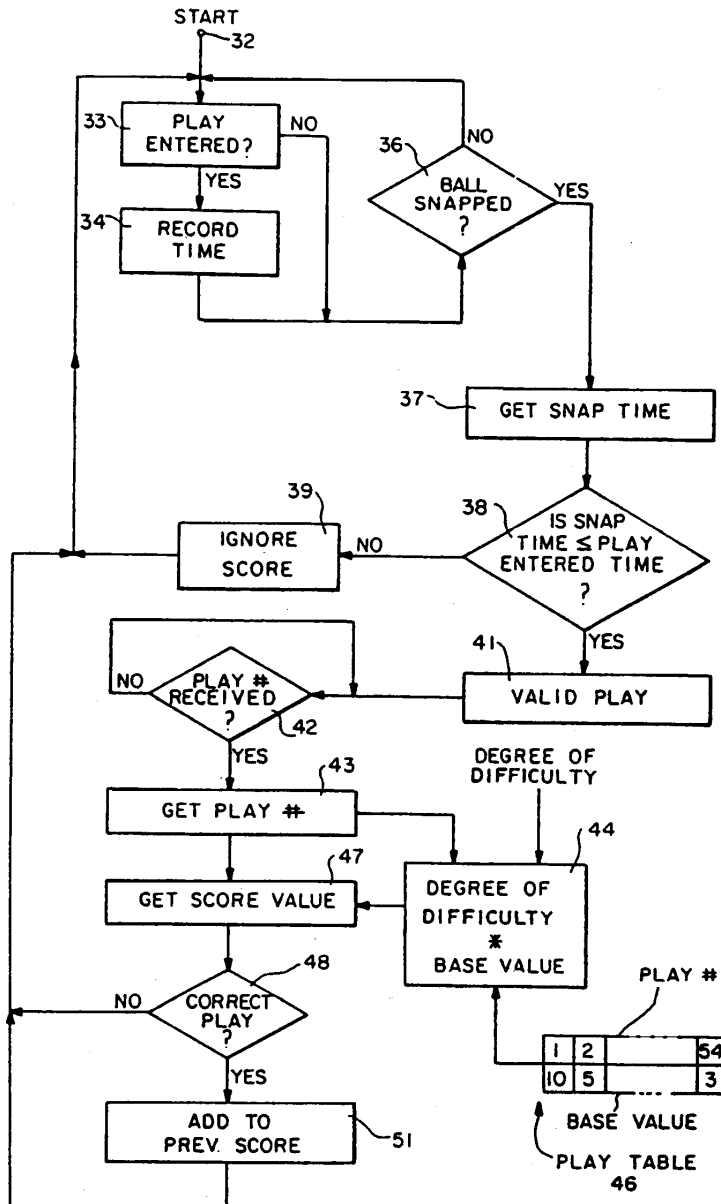 START
32
33
PLAY
ENTERED?
NO
YES
34
RECORD
TIME
NO
36
BALL
SNAPPED
?
YES
37
GET SNAP TIME
38
IS SNAP
TIME ≤ PLAY
ENTERED TIME
?
NO
39
IGNORE
SCORE
YES
41
VALID PLAY
NO
PLAY #
RECEIVED
?
42
YES
43
GET PLAY #
DEGREE OF
DIFFICULTY
44
DEGREE OF
DIFFICULTY
*
BASE VALUE
47
GET SCORE VALUE
48
NO
CORRECT
PLAY
?
YES
PLAY #
1 2 54
10 5 3
BASE VALUE
PLAY TABLE
46
ADD TO
PREV. SCORE
51